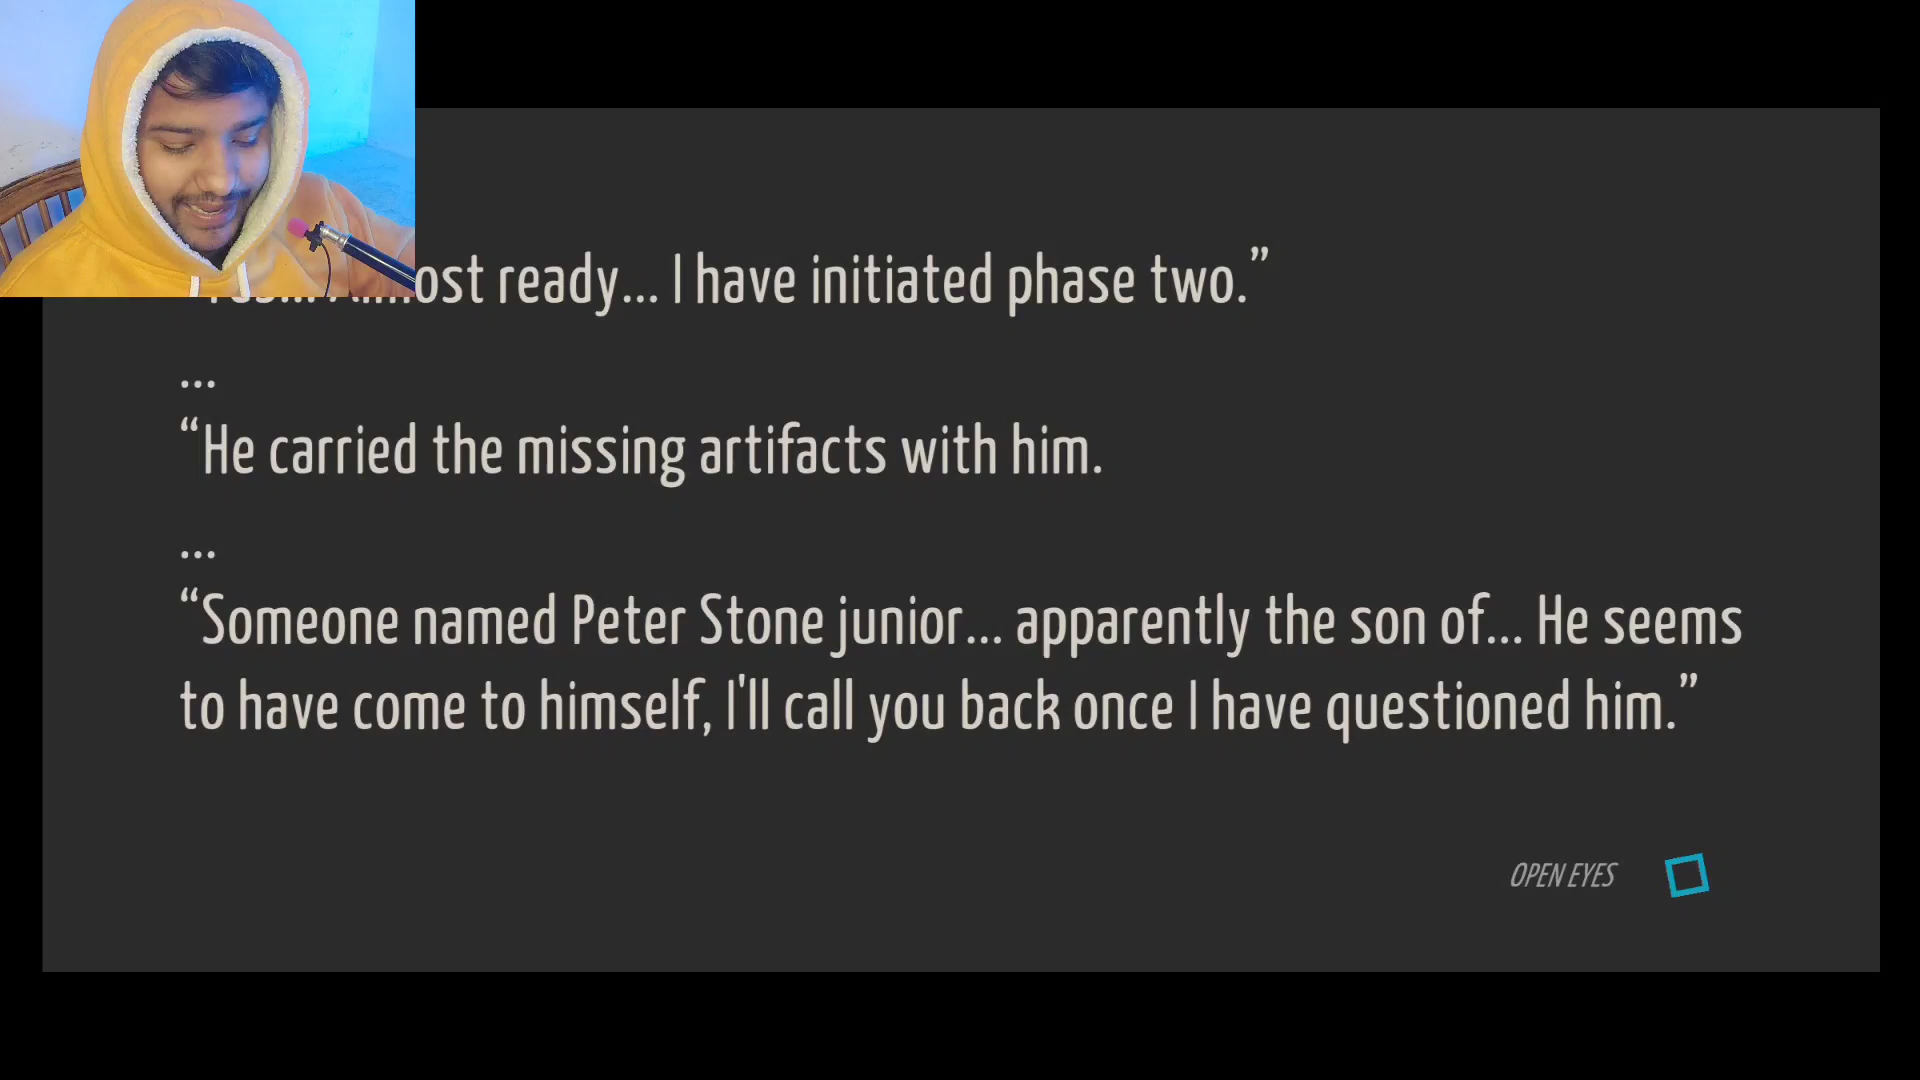 ost ready... I have initiated phase two.”
...
“He carried the missing artifacts with him.
...
“Someone named Peter Stone junior... apparently the son of... He seems
to have come to himself, I'll call you back once I have questioned him.”
OPEN EYES